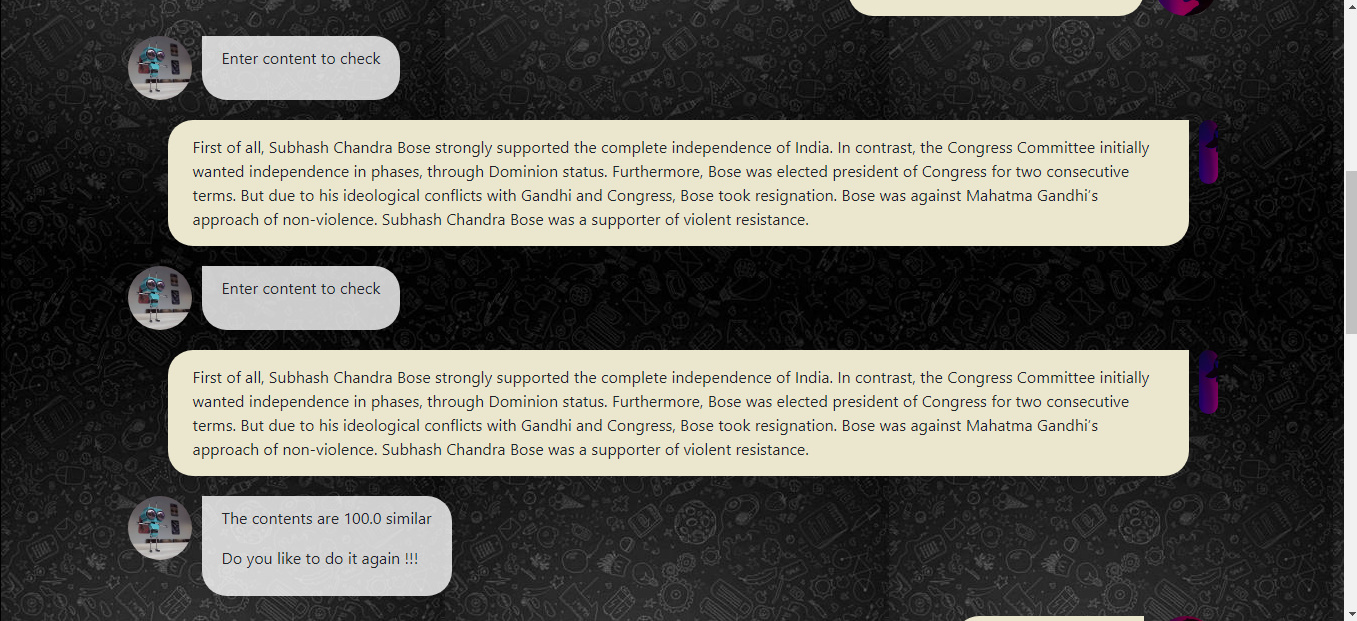 Enter content to check
First of all, Subhash Chandra Bose strongly supported the complete independence of India. In contrast, the Congress Committee initially
wanted independence in phases, through Dominion status. Furthermore, Bose was elected president of Congress for two consecutive
terms. But due to his ideological conflicts with Gandhi and Congress, Bose took resignation. Bose was against Mahatma Gandhi’s
approach of non-violence. Subhash Chandra Bose was a supporter of violent resistance.
Enter content to check
First of all, Subhash Chandra Bose strongly supported the complete independence of India. In contrast, the Congress Committee initially
wanted independence in phases, through Dominion status. Furthermore, Bose was elected president of Congress for two consecutive
terms. But due to his ideological conflicts with Gandhi and Congress, Bose took resignation. Bose was against Mahatma Gandhi’s
approach of non-violence. Subhash Chandra Bose was a supporter of violent resistance.
The contents are 100.0 similar
Do you like to do it again !!!